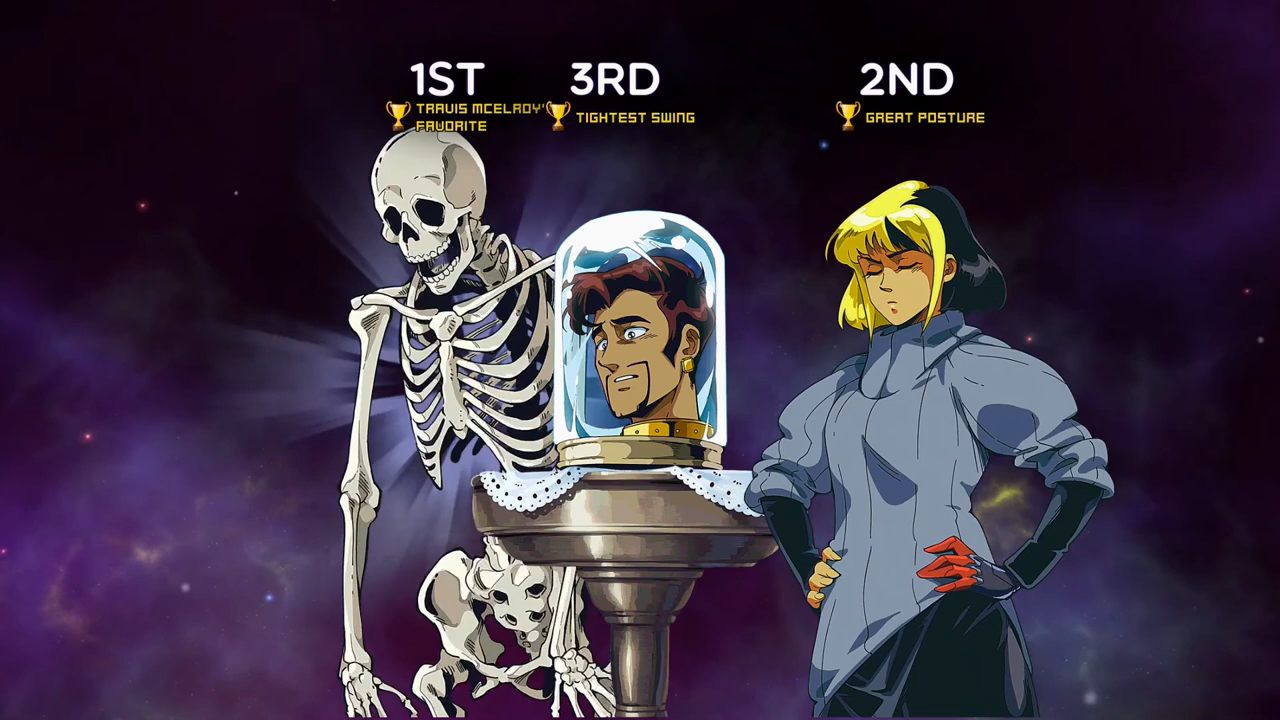 1ST
TRAVIS MCELROY'
FAVORITE
3RD
TIGHTEST SWING
2ND
GREAT POSTURE